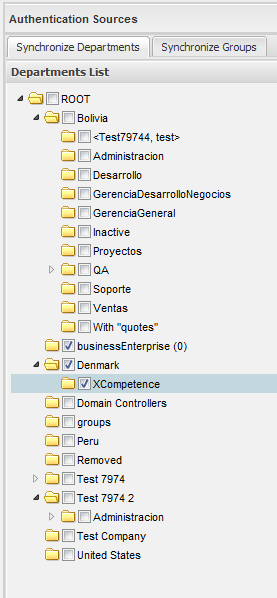 Authentication Sources
Synchronize Departments Synchronize Groups
Departments List
ROOT
Bolivia
<Test79744, test>
Administracion
Desarrollo
GerenciaDesarrolloNegocios
GerenciaGeneral
Inactive
Proyectos
QA
Soporte
Ventas
With "quotes"
businessEnterprise (0)
Denmark
XCompetence
Domain Controllers
groups
Peru
Removed
Test 7974
Test 7974 2
Administracion
Test Company
United States